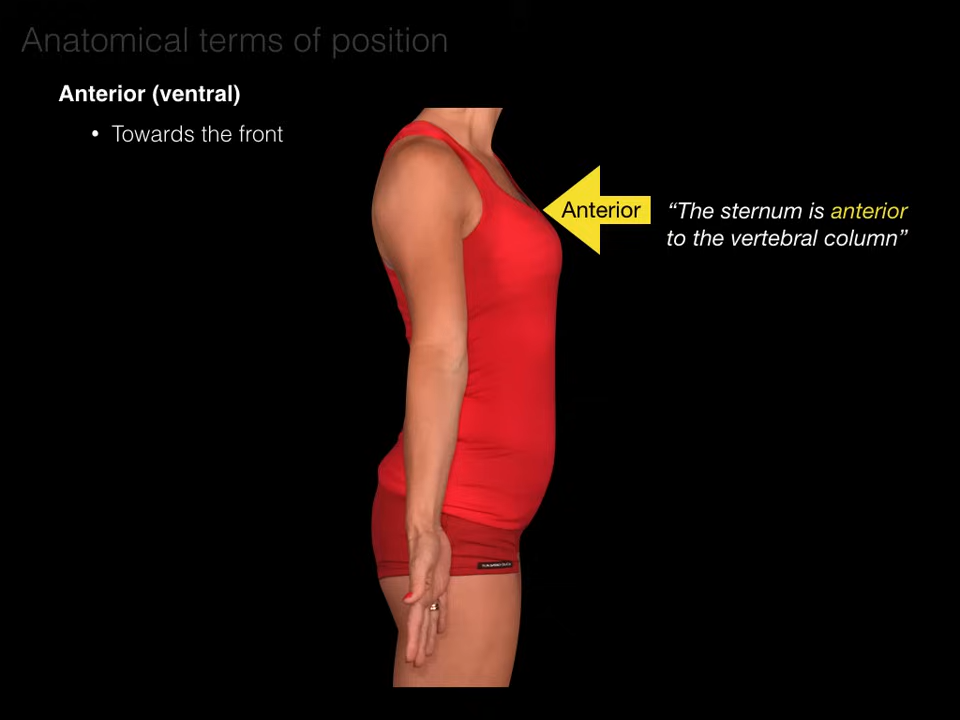 Anatomical terms of position
Anterior (ventral)
• Towards the front
Anterior
“The sternum is anterior
to the vertebral column”